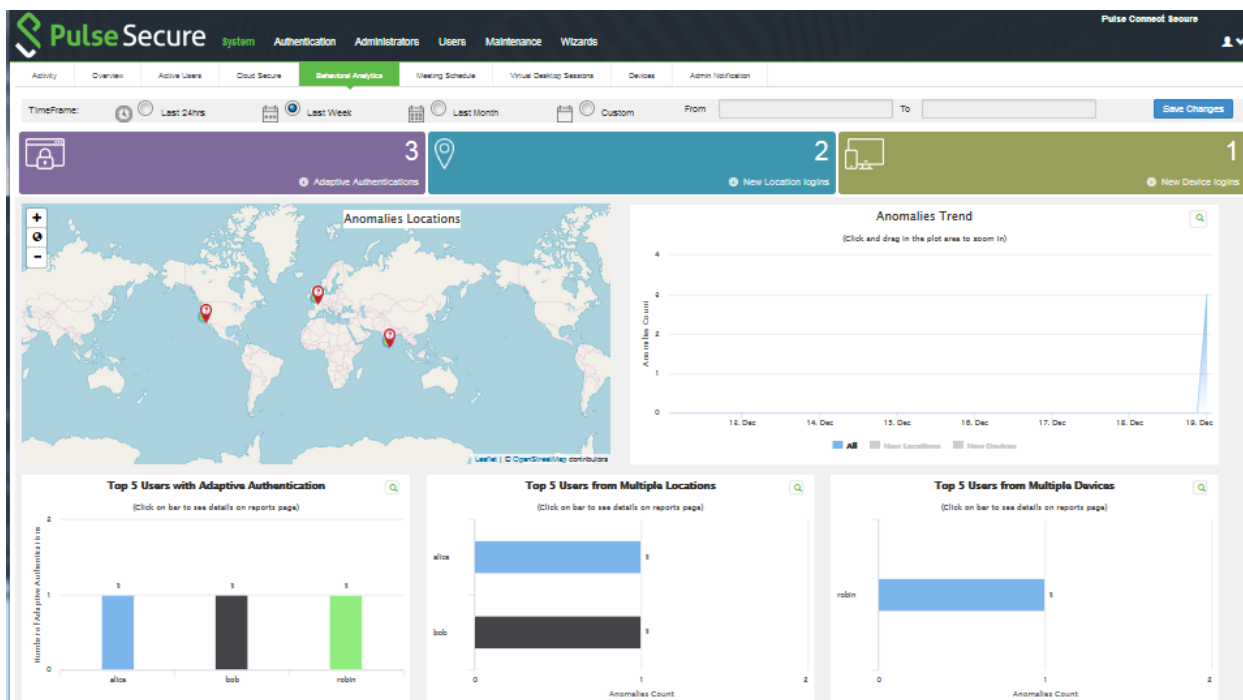 Pulse Connect Secure
Pulse Secure
System Authentication Administrators Users Maintenance Wizards
Activity Overview Active Users Cloud Secure Behavioral Analytics Meeting Schedule Virtual Desktop Sessions Devices Admin Notification
TimeFrame: Last 24hrs Last Week Last Month Custom From To Save Changes
3 2 1
Adaptive Authentications New Location logins New Device logins
+
-
Anomalies Locations
Leaflet | © OpenStreetMap contributors
Anomalies Trend
(Click and drag in the plot area to zoom in)
4
1
0
Anomalies Count
14. Dec 15. Dec 16. Dec 17. Dec 18. Dec 19. Dec
All New Locations New Devices
Top 5 Users with Adaptive Authentication
(Click on bar to see details on reports page)
2
1
0
Number of Adaptive Authentications
alice bob robin
Top 5 Users from Multiple Locations
(Click on bar to see details on reports page)
alice
bob
0 1 2
Anomalies Count
Top 5 Users from Multiple Devices
(Click on bar to see details on reports page)
robin
0 1 2
Anomalies Count